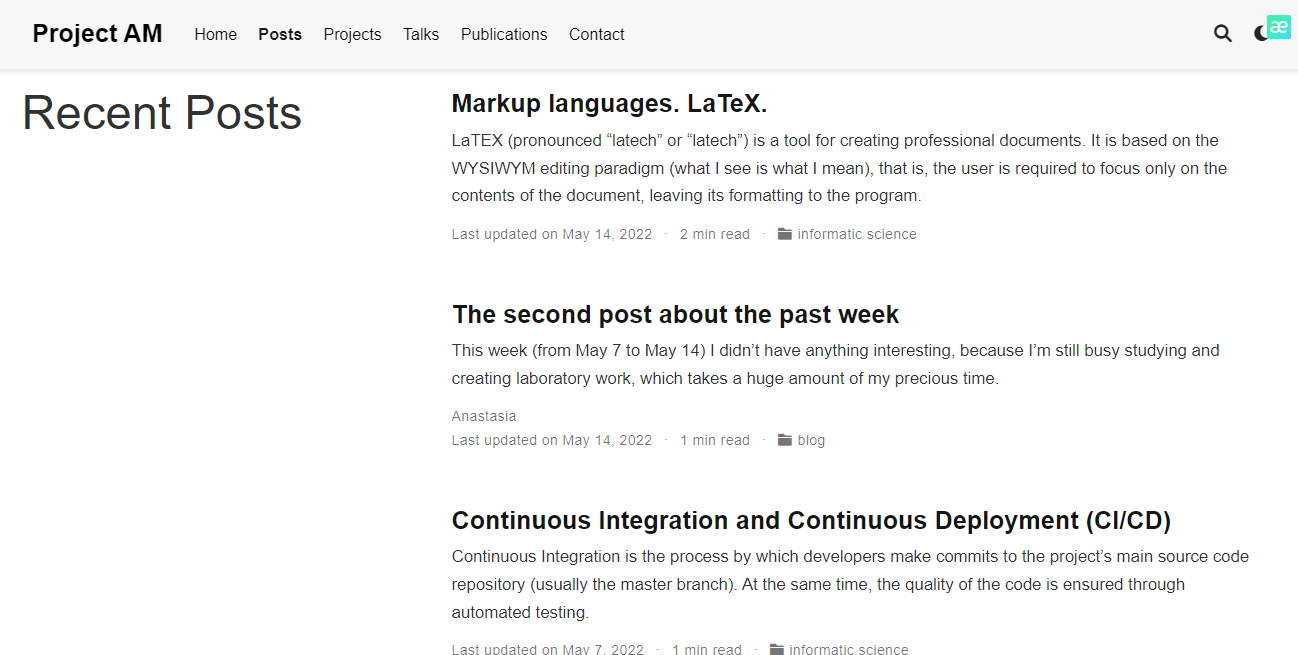 Project AM Home Posts Projects Talks Publications Contact æ
Recent Posts
Markup languages. LaTeX.
LaTEX (pronounced “latech” or “latech”) is a tool for creating professional documents. It is based on the
WYSIWYM editing paradigm (what I see is what I mean), that is, the user is required to focus only on the
contents of the document, leaving its formatting to the program.
Last updated on May 14, 2022 · 2 min read · informatic science
The second post about the past week
This week (from May 7 to May 14) I didn’t have anything interesting, because I’m still busy studying and
creating laboratory work, which takes a huge amount of my precious time.
Anastasia
Last updated on May 14, 2022 · 1 min read · blog
Continuous Integration and Continuous Deployment (CI/CD)
Continuous Integration is the process by which developers make commits to the project’s main source code
repository (usually the master branch). At the same time, the quality of the code is ensured through
automated testing.
Last updated on May 7, 2022 · 1 min read · informatic science